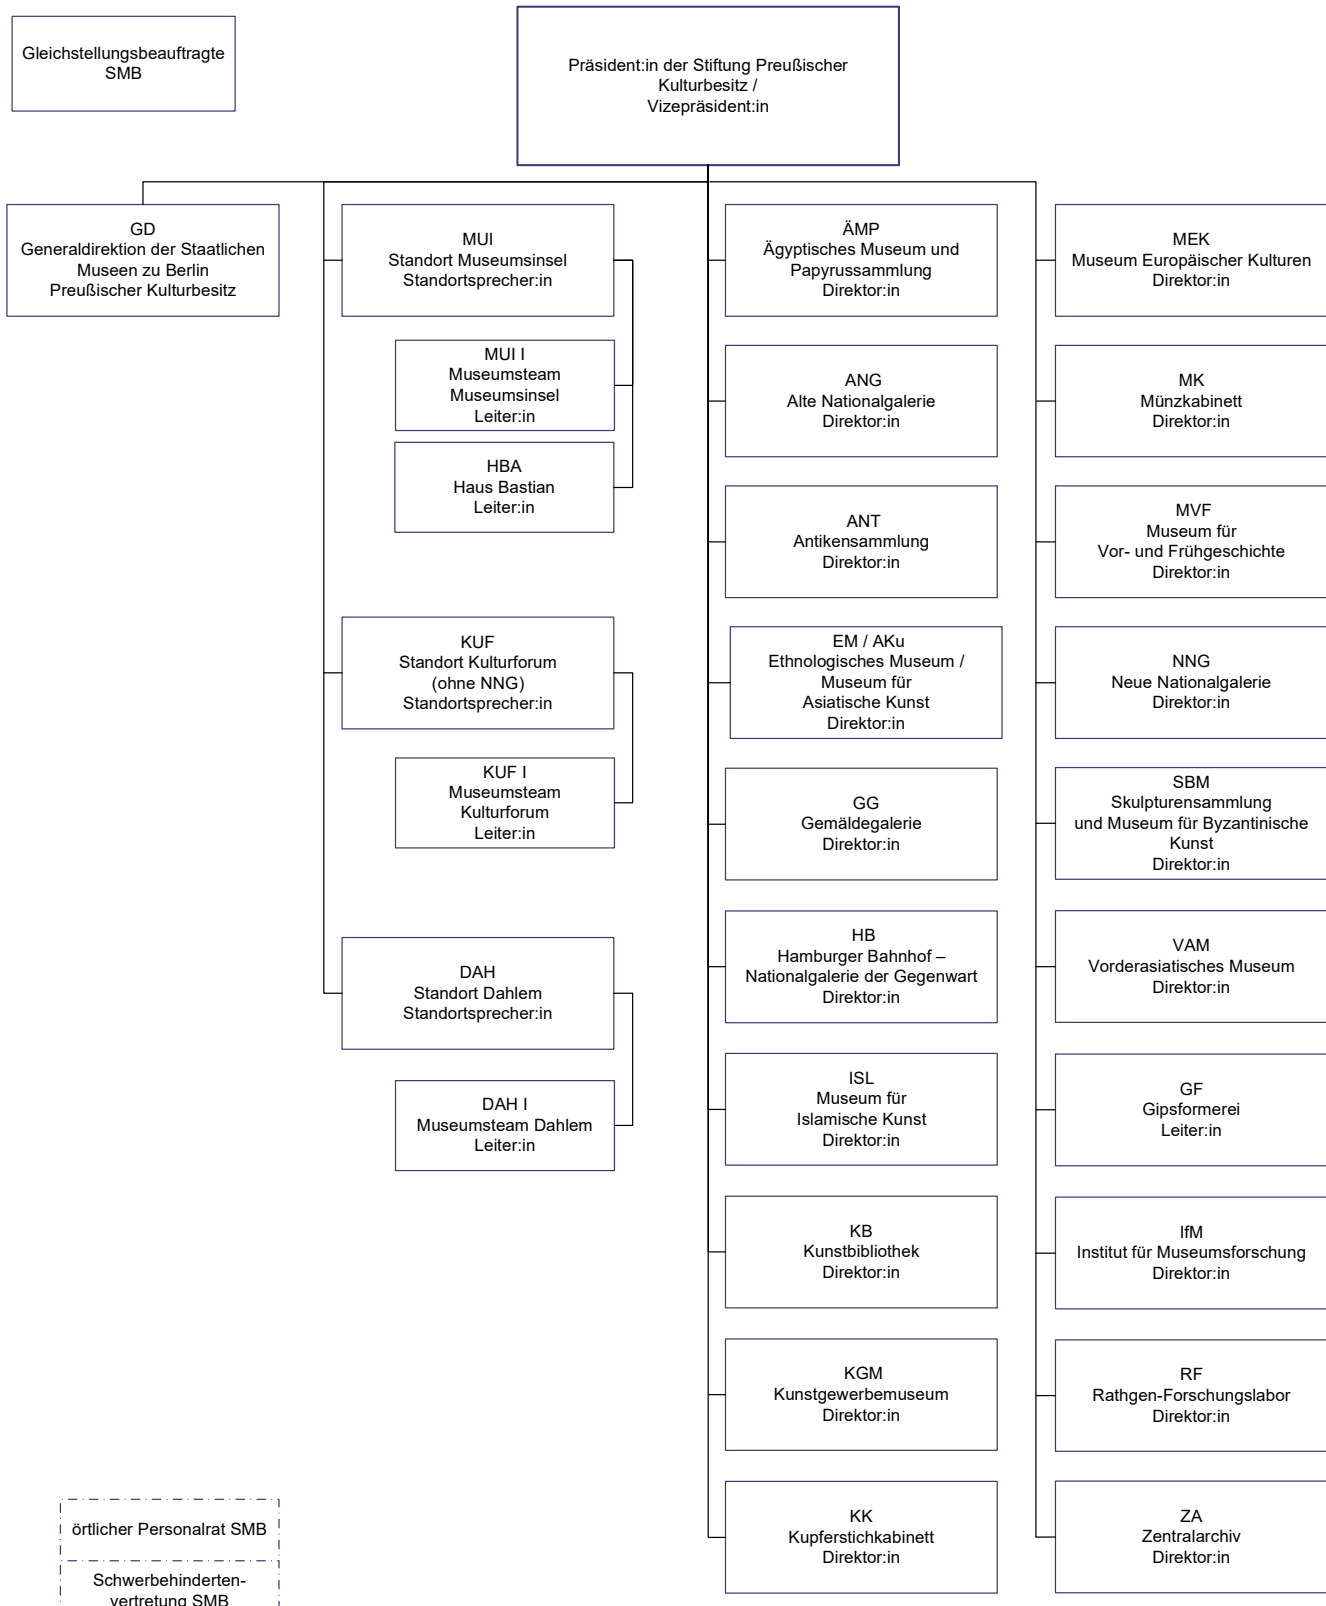 Gleichstellungsbeauftragte
SMB
Präsident:in der Stiftung Preußischer
Kulturbesitz /
Vizepräsident:in
GD
Generaldirektion der Staatlichen
Museen zu Berlin
Preußischer Kulturbesitz
MUI
Standort Museumsinsel
Standortsprecher:in
MUI I
Museumsteam
Museumsinsel
Leiter:in
HBA
Haus Bastian
Leiter:in
KUF
Standort Kulturforum
(ohne NNG)
Standortsprecher:in
KUF I
Museumsteam
Kulturforum
Leiter:in
DAH
Standort Dahlem
Standortsprecher:in
DAH I
Museumsteam Dahlem
Leiter:in
ÄMP
Ägyptisches Museum und
Papyrussammlung
Direktor:in
ANG
Alte Nationalgalerie
Direktor:in
ANT
Antikensammlung
Direktor:in
EM / AKu
Ethnologisches Museum /
Museum für
Asiatische Kunst
Direktor:in
GG
Gemäldegalerie
Direktor:in
HB
Hamburger Bahnhof –
Nationalgalerie der Gegenwart
Direktor:in
ISL
Museum für
Islamische Kunst
Direktor:in
KB
Kunstbibliothek
Direktor:in
KGM
Kunstgewerbemuseum
Direktor:in
KK
Kupferstichkabinett
Direktor:in
MEK
Museum Europäischer Kulturen
Direktor:in
MK
Münzkabinett
Direktor:in
MVF
Museum für
Vor- und Frühgeschichte
Direktor:in
NNG
Neue Nationalgalerie
Direktor:in
SBM
Skulpturensammlung
und Museum für Byzantinische
Kunst
Direktor:in
VAM
Vorderasiatisches Museum
Direktor:in
GF
Gipsformerei
Leiter:in
IfM
Institut für Museumsforschung
Direktor:in
RF
Rathgen-Forschungslabor
Direktor:in
ZA
Zentralarchiv
Direktor:in
örtlicher Personalrat SMB
Schwerbehinderten-
vertretung SMB